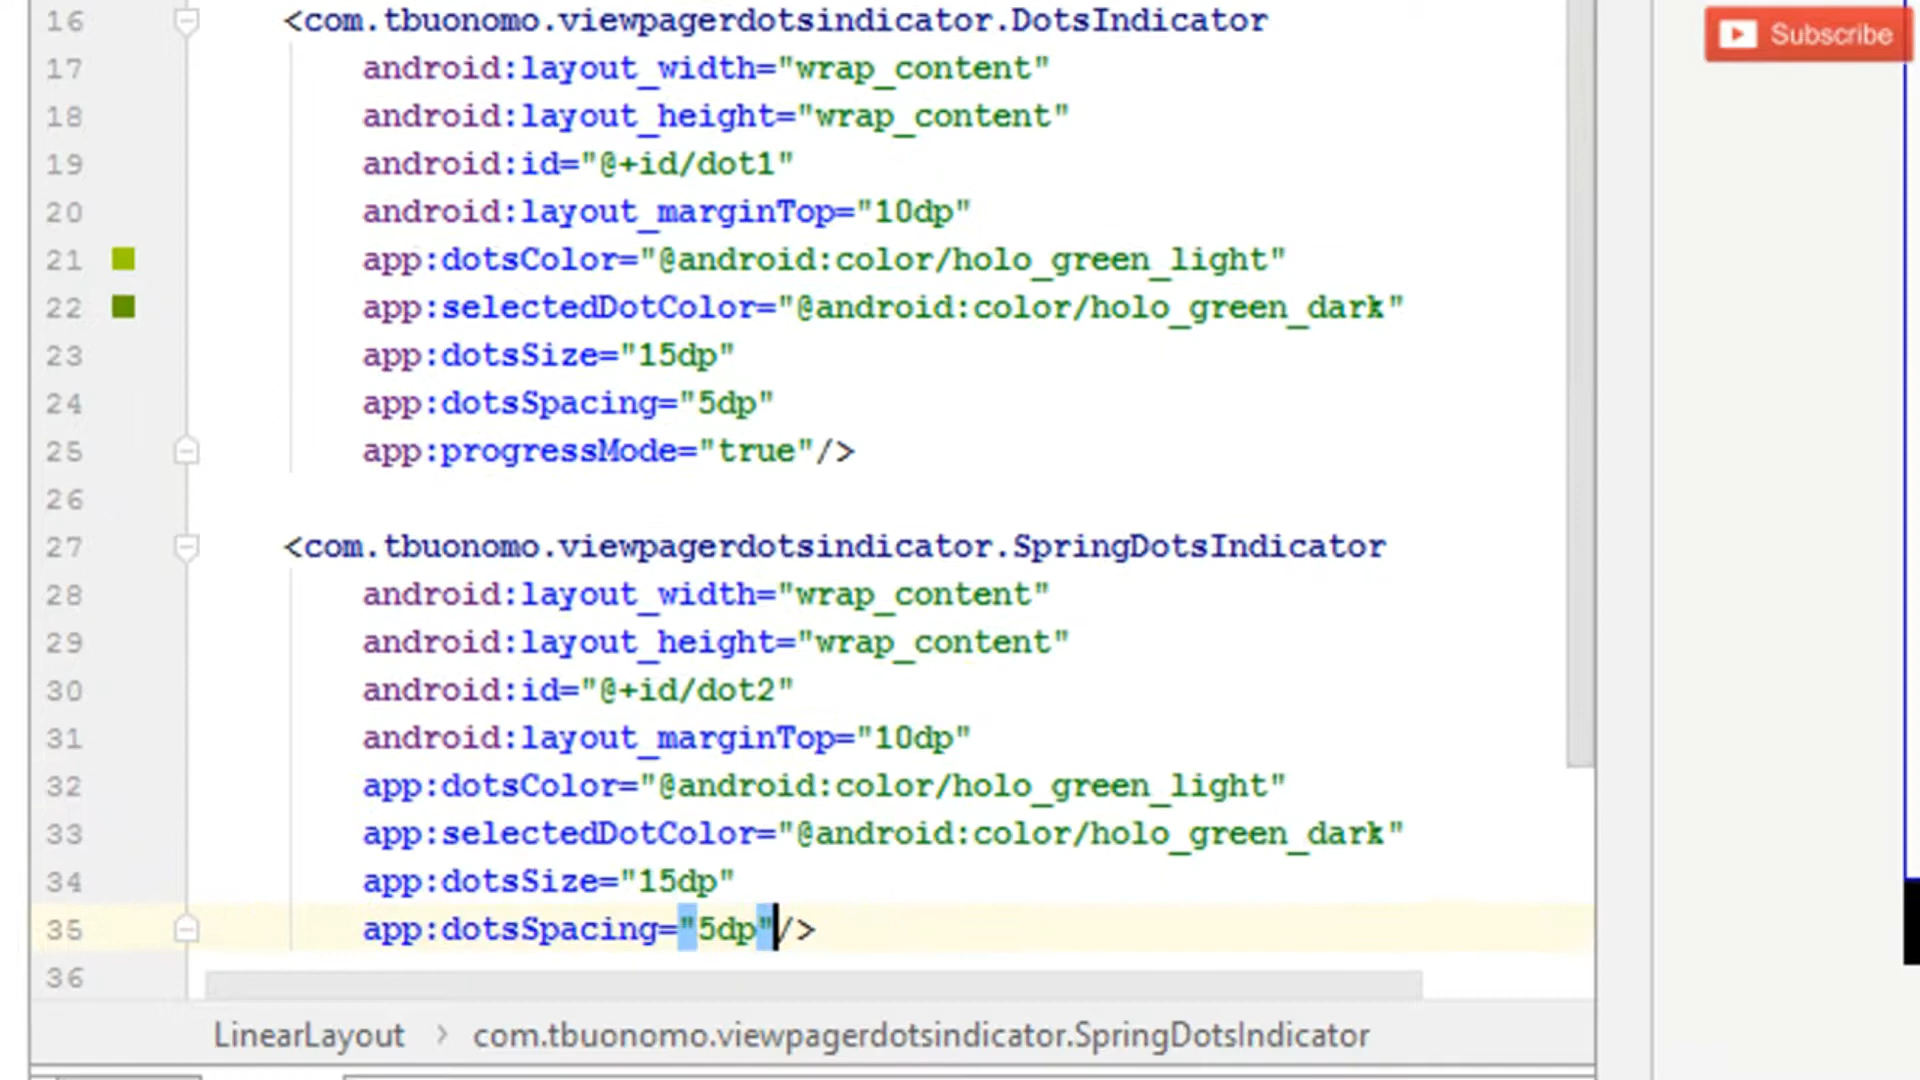 16 <com.tbuonomo.viewpagerdotsindicator.DotsIndicator
Subscribe
17 android:layout_width="wrap_content"
18 android:layout_height="wrap_content"
19 android:id="@+id/dot1"
20 android:layout_marginTop="10dp"
21 app:dotsColor="@android:color/holo_green_light"
22 app:selectedDotColor="@android:color/holo_green_dark"
23 app:dotsSize="15dp"
24 app:dotsSpacing="5dp"
25 app:progressMode="true"/>
26
27 <com.tbuonomo.viewpagerdotsindicator.SpringDotsIndicator
28 android:layout_width="wrap_content"
29 android:layout_height="wrap_content"
30 android:id="@+id/dot2"
31 android:layout_marginTop="10dp"
32 app:dotsColor="@android:color/holo_green_light"
33 app:selectedDotColor="@android:color/holo_green_dark"
34 app:dotsSize="15dp"
35 app:dotsSpacing="5dp"/>
36
LinearLayout › com.tbuonomo.viewpagerdotsindicator.SpringDotsIndicator